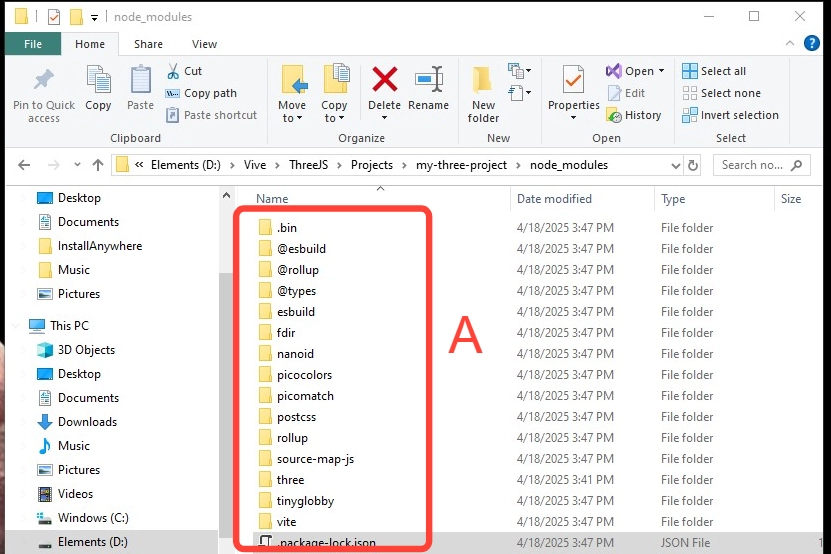 node_modules
File Home Share View
Pin to Quick access
Copy
Paste
Cut
Copy path
Paste shortcut
Clipboard
Move to
Copy to
Delete
Rename
Organize
New folder
New
Properties
Open
Edit
History
Open
Select all
Select none
Invert selection
Select
« Elements (D:) > Vive > ThreeJS > Projects > my-three-project > node_modules
Search no...
Desktop
Documents
InstallAnywhere
Music
Pictures
This PC
3D Objects
Desktop
Documents
Downloads
Music
Pictures
Videos
Windows (C:)
Elements (D:)
Name Date modified Type Size
.bin 4/18/2025 3:47 PM File folder
@esbuild 4/18/2025 3:47 PM File folder
@rollup 4/18/2025 3:47 PM File folder
@types 4/18/2025 3:47 PM File folder
esbuild 4/18/2025 3:47 PM File folder
fdir 4/18/2025 3:47 PM File folder
nanoid 4/18/2025 3:47 PM File folder
picocolors 4/18/2025 3:47 PM File folder
picomatch 4/18/2025 3:47 PM File folder
postcss 4/18/2025 3:47 PM File folder
rollup 4/18/2025 3:47 PM File folder
source-map-js 4/18/2025 3:47 PM File folder
three 4/18/2025 3:41 PM File folder
tinyglobby 4/18/2025 3:47 PM File folder
vite 4/18/2025 3:47 PM File folder
.package-lock.json 4/18/2025 3:47 PM JSON File 1
A